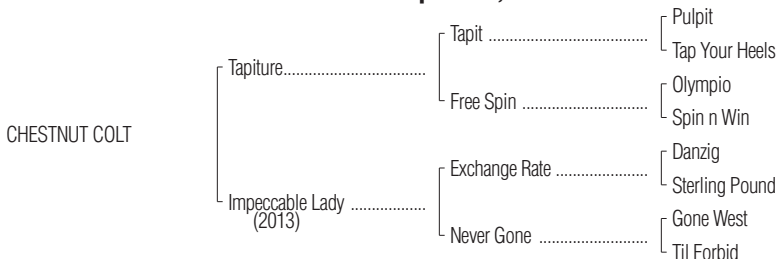 Pulpit
Tapit ......................................
Tap Your Heels
Tapiture..................................
Olympio
Free Spin ..............................
Spin n Win
CHESTNUT COLT
Danzig
Exchange Rate ......................
Sterling Pound
Impeccable Lady ..................
(2013)
Gone West
Never Gone ..........................
Til Forbid